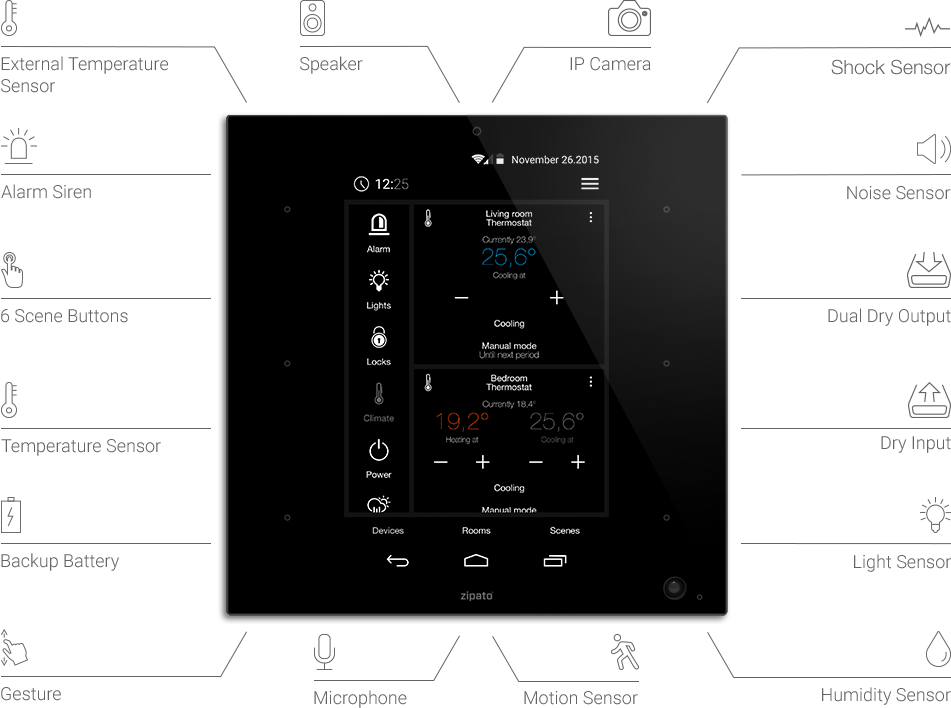 External Temperature
Sensor
Speaker
IP Camera
Shock Sensor
Alarm Siren
Noise Sensor
6 Scene Buttons
Dual Dry Output
Temperature Sensor
Dry Input
Backup Battery
Light Sensor
Gesture
Microphone
Motion Sensor
Humidity Sensor
November 26.2015
12:25
Alarm
Lights
Locks
Climate
Power
Living room
Thermostat
Currently 23,9°
25,6°
Cooling at
Cooling
Manual mode
Until next period
Bedroom
Thermostat
Currently 18,4°
19,2° 25,6°
Heating at Cooling at
Cooling
Manual mode
Devices Rooms Scenes
zipato